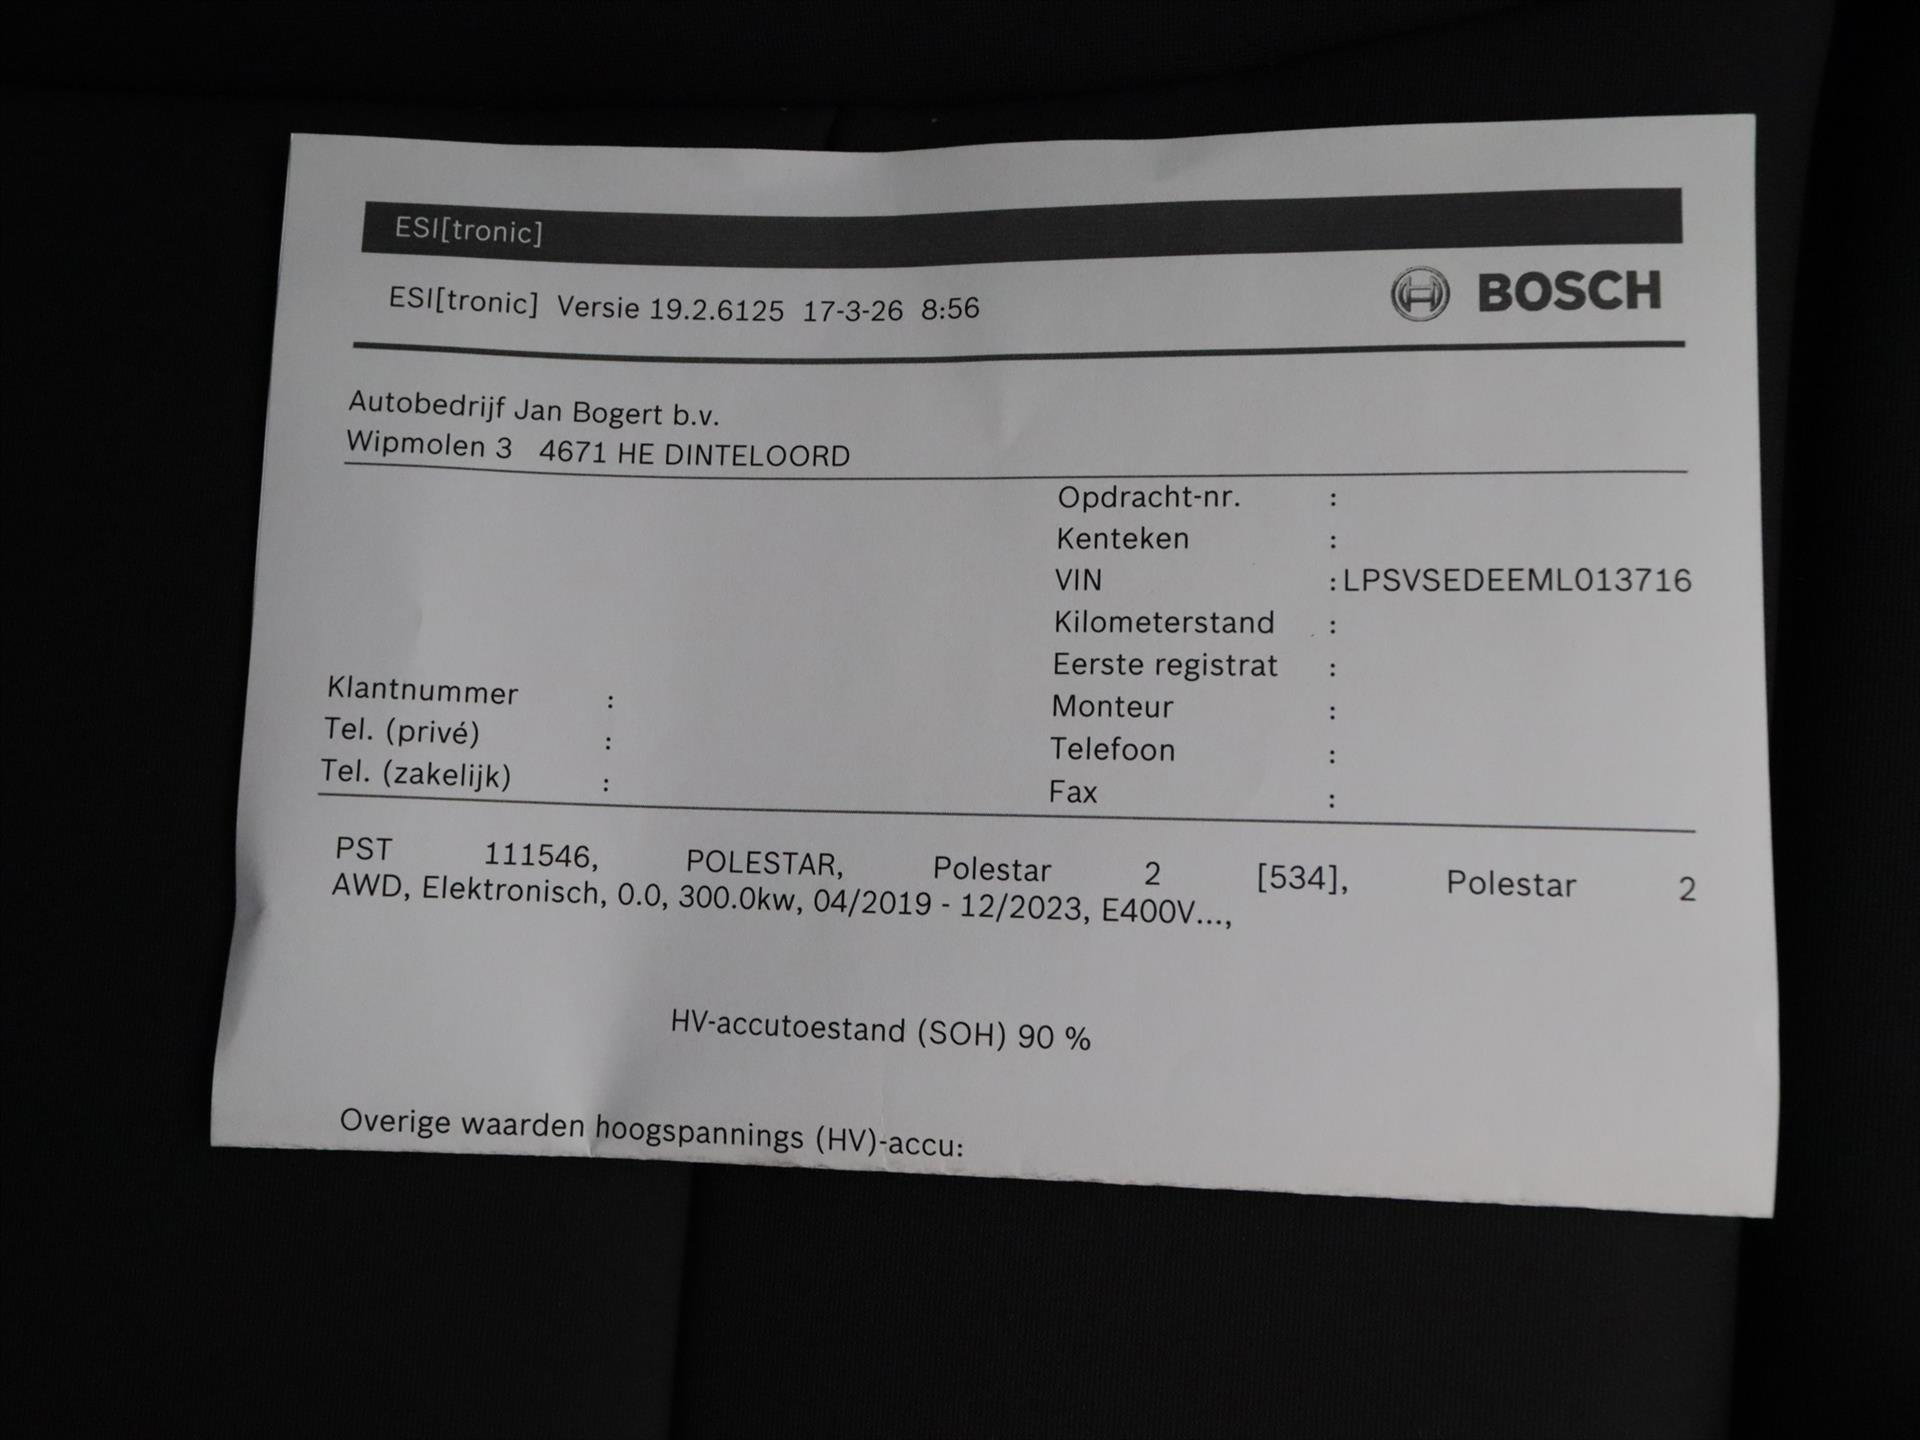 ESI[tronic]
ESI[tronic] Versie 19.2.6125 17-3-26 8:56
BOSCH
Autobedrijf Jan Bogert b.v.
Wipmolen 3 4671 HE DINTELOORD
Opdracht-nr. :
Kenteken :
VIN :LPSVSEDEEML013716
Kilometerstand :
Eerste registrat :
Klantnummer :
Monteur :
Tel. (privé) :
Telefoon :
Tel. (zakelijk) :
Fax :
PST 111546, POLESTAR, Polestar 2 [534], Polestar 2
AWD, Elektronisch, 0.0, 300.0kw, 04/2019 - 12/2023, E400V...,
HV-accutoestand (SOH) 90 %
Overige waarden hoogspannings (HV)-accu: